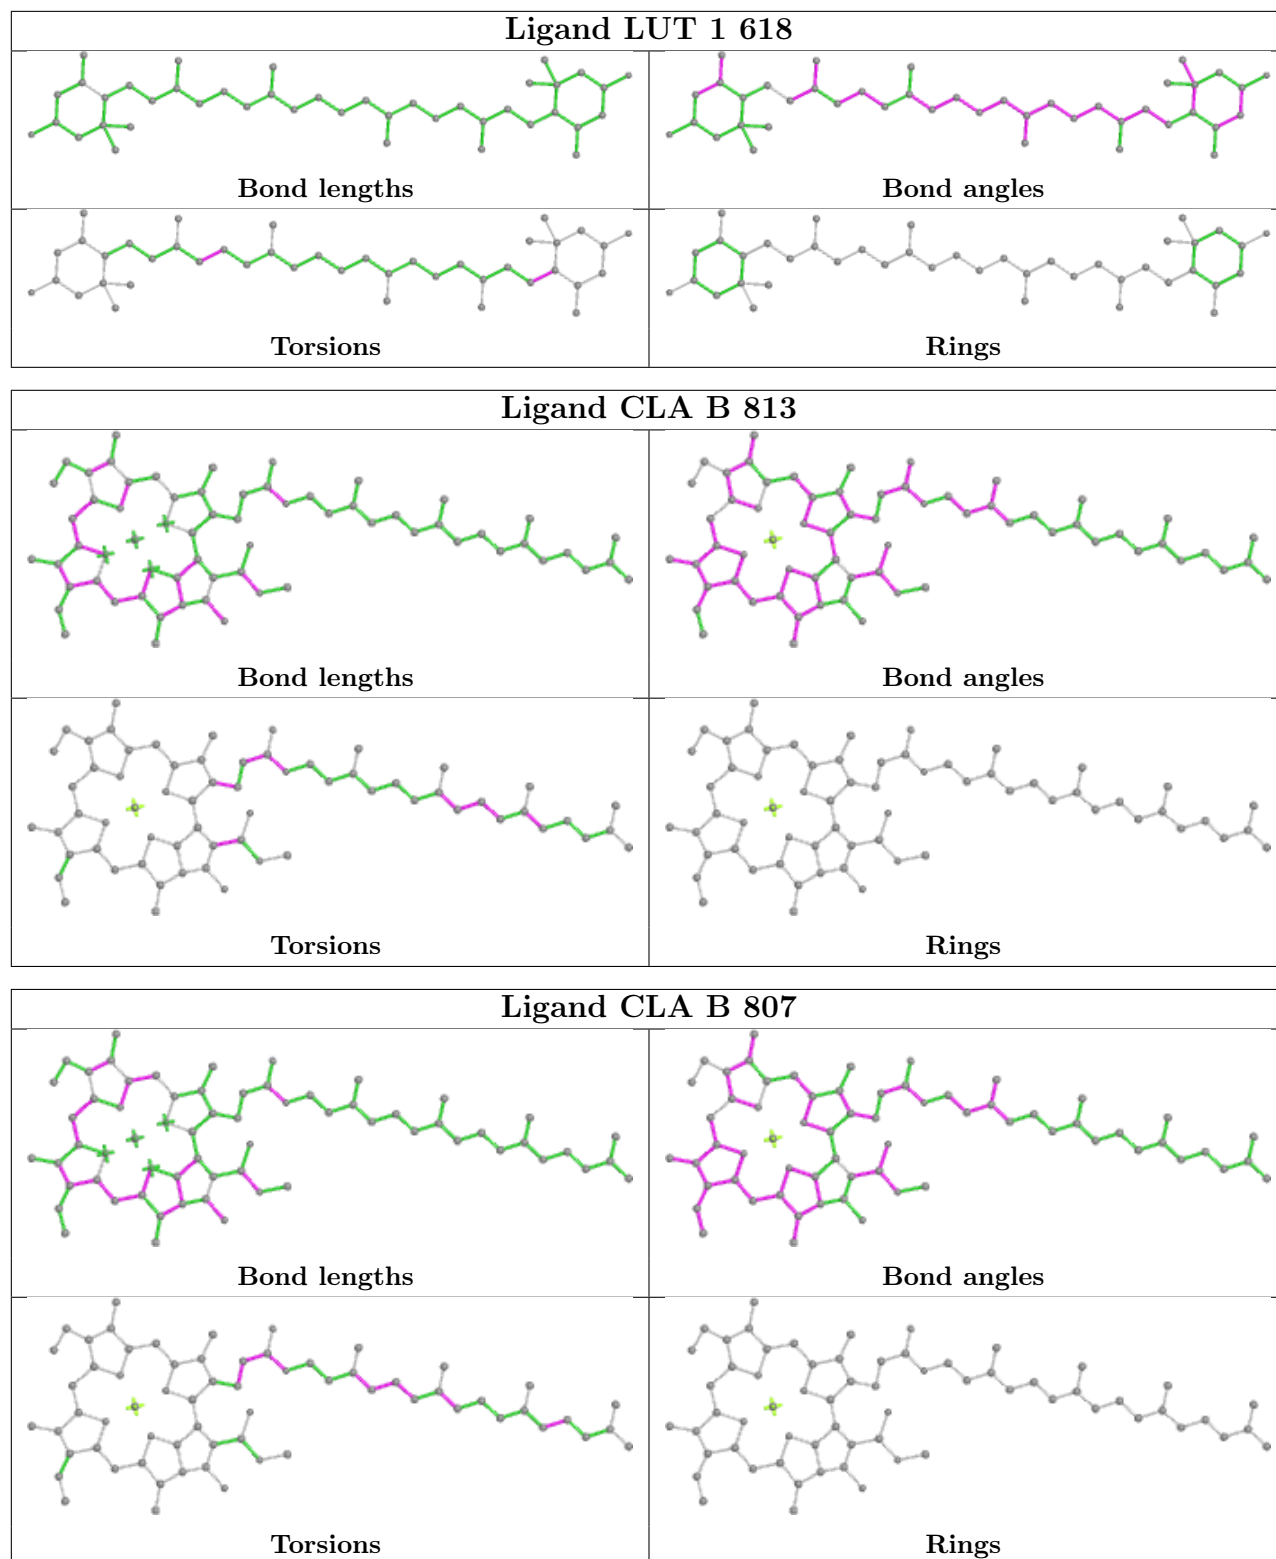 Ligand LUT 1 618
Bond lengths
Bond angles
Torsions
Rings
Ligand CLA B 813
Bond lengths
Bond angles
Torsions
Rings
Ligand CLA B 807
Bond lengths
Bond angles
Torsions
Rings